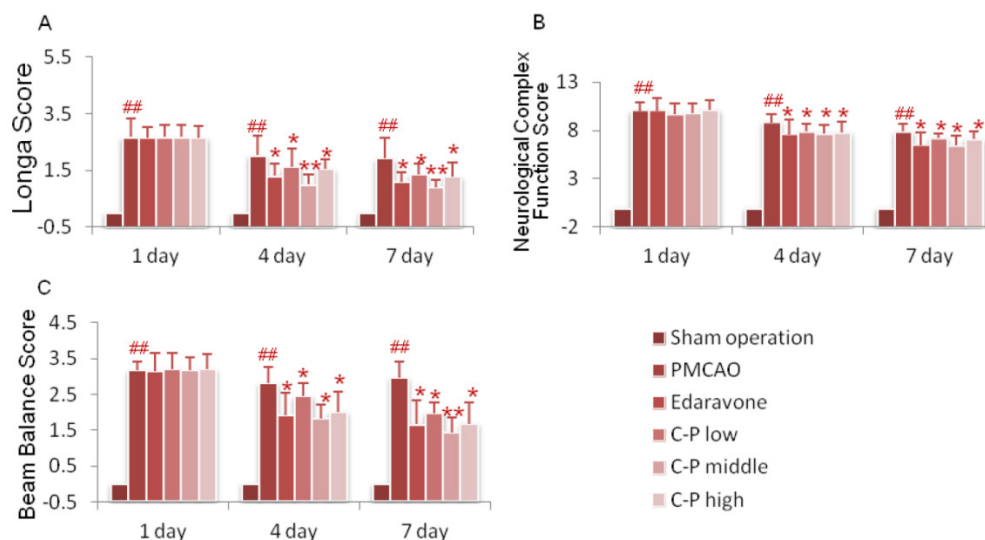 A
Longa Score
5.5
3.5
1.5
-0.5
##
##
*
*
**
*
##
*
*
**
*
1 day
4 day
7 day
B
Neurological Complex
Function Score
13
8
3
-2
##
##
*
*
*
*
##
*
*
*
*
1 day
4 day
7 day
C
Beam Balance Score
4.5
3.5
2.5
1.5
0.5
-0.5
##
##
*
*
*
*
##
*
*
**
*
1 day
4 day
7 day
Sham operation
PMCAO
Edaravone
C-P low
C-P middle
C-P high